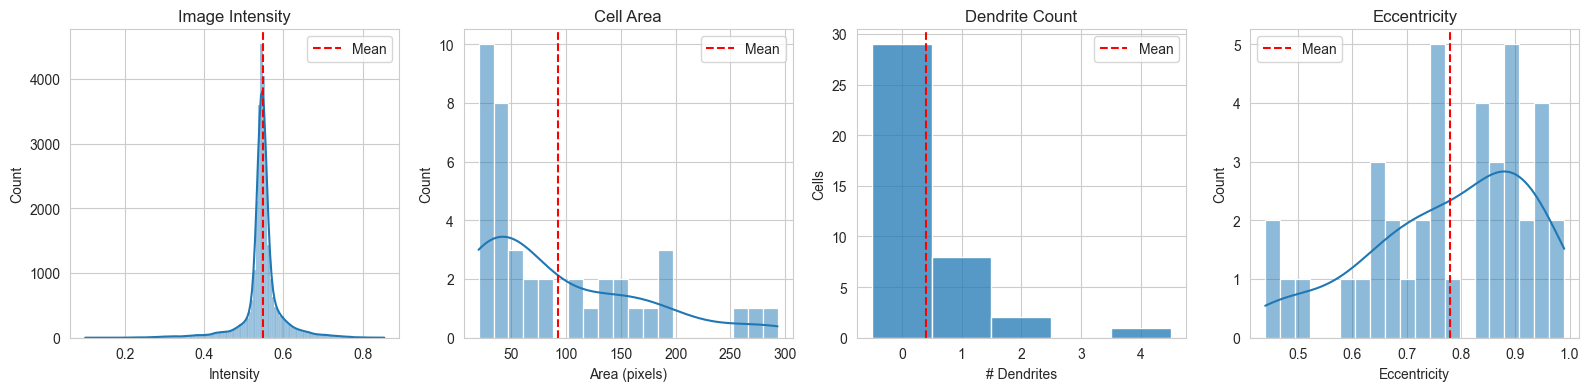 Image Intensity
Mean
4000
3000
2000
1000
0
Count
0.2 0.4 0.6 0.8
Intensity
Cell Area
Mean
10
8
6
4
2
0
Count
50 100 150 200 250 300
Area (pixels)
Dendrite Count
Mean
30
25
20
15
10
5
0
Cells
0 1 2 3 4
# Dendrites
Eccentricity
Mean
5
4
3
2
1
0
Count
0.5 0.6 0.7 0.8 0.9 1.0
Eccentricity